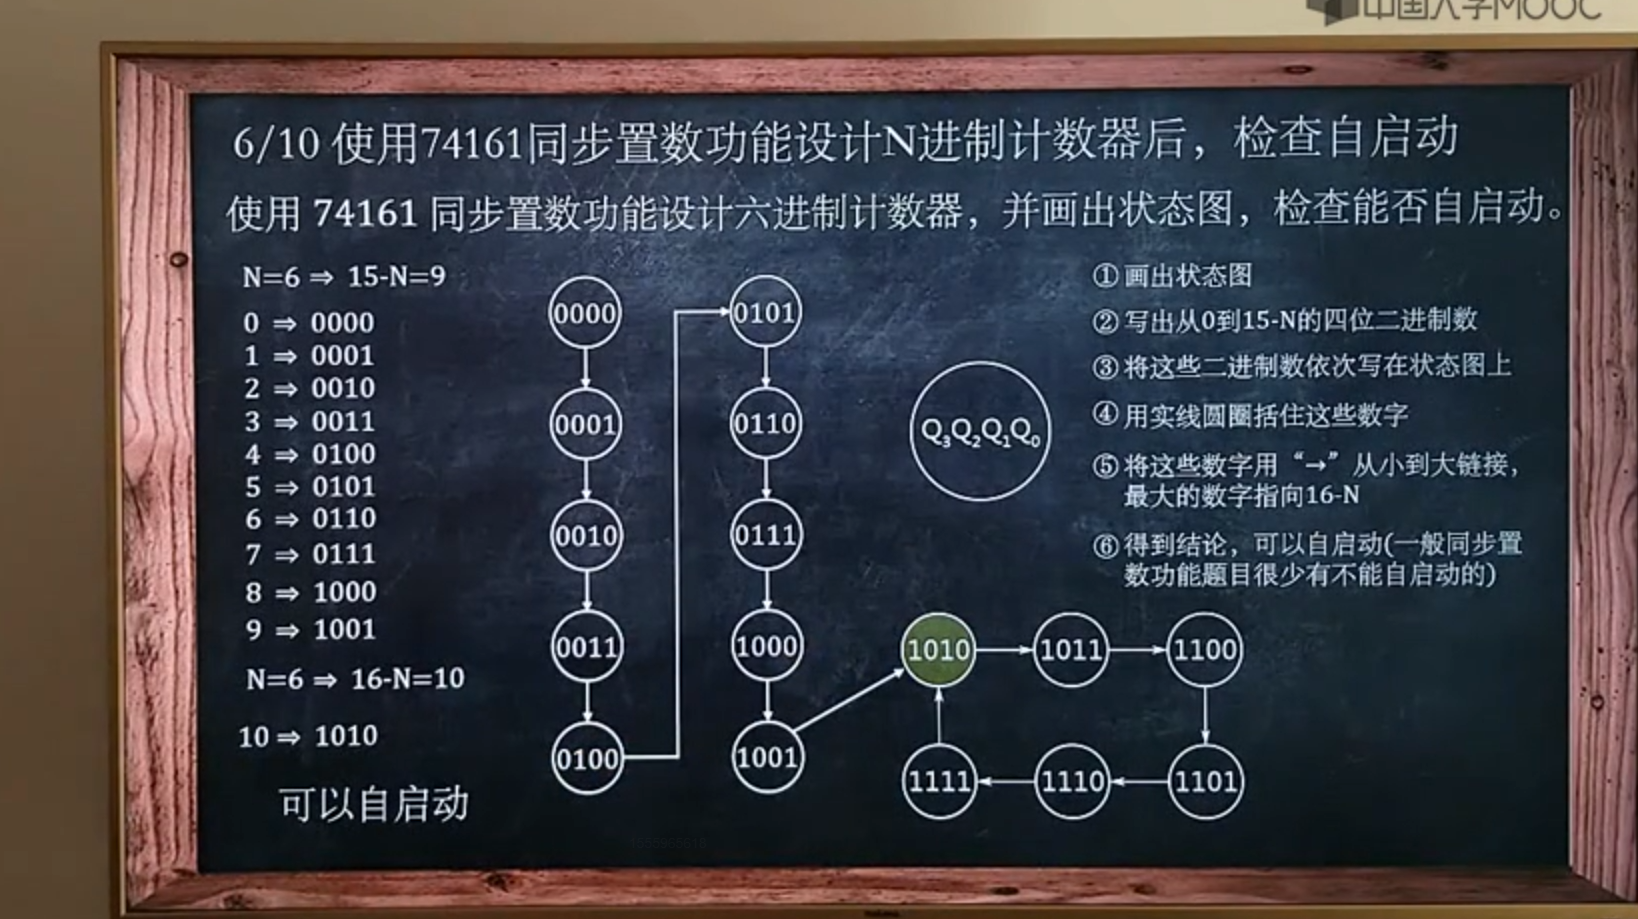 中国大学MOOC
6/10 使用74161同步置数功能设计N进制计数器后，检查自启动
使用 74161 同步置数功能设计六进制计数器，并画出状态图，检查能否自启动。
N=6 ⇒ 15-N=9
0 ⇒ 0000
1 ⇒ 0001
2 ⇒ 0010
3 ⇒ 0011
4 ⇒ 0100
5 ⇒ 0101
6 ⇒ 0110
7 ⇒ 0111
8 ⇒ 1000
9 ⇒ 1001
N=6 ⇒ 16-N=10
10 ⇒ 1010
可以自启动
0000
0001
0010
0011
0100
0101
0110
0111
1000
1001
Q₃Q₂Q₁Q₀
①画出状态图
②写出从0到15-N的四位二进制数
③将这些二进制数依次写在状态图上
④用实线圆圈括住这些数字
⑤将这些数字用“→”从小到大链接，
最大的数字指向16-N
⑥得到结论，可以自启动(一般同步置
数功能题目很少有不能自启动的)
1010
1011
1100
1111
1110
1101